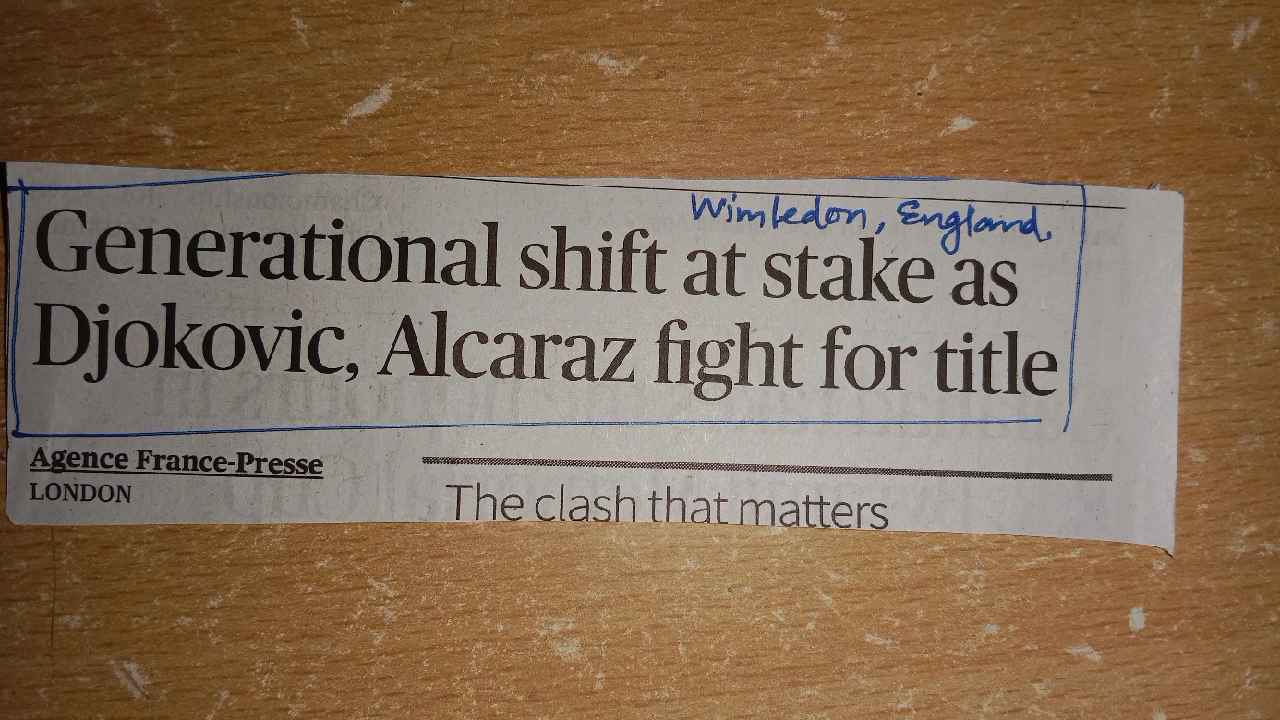 Wimbledon, England.
Generational shift at stake as
Djokovic, Alcaraz fight for title
Agence France-Presse
LONDON
The clash that matters